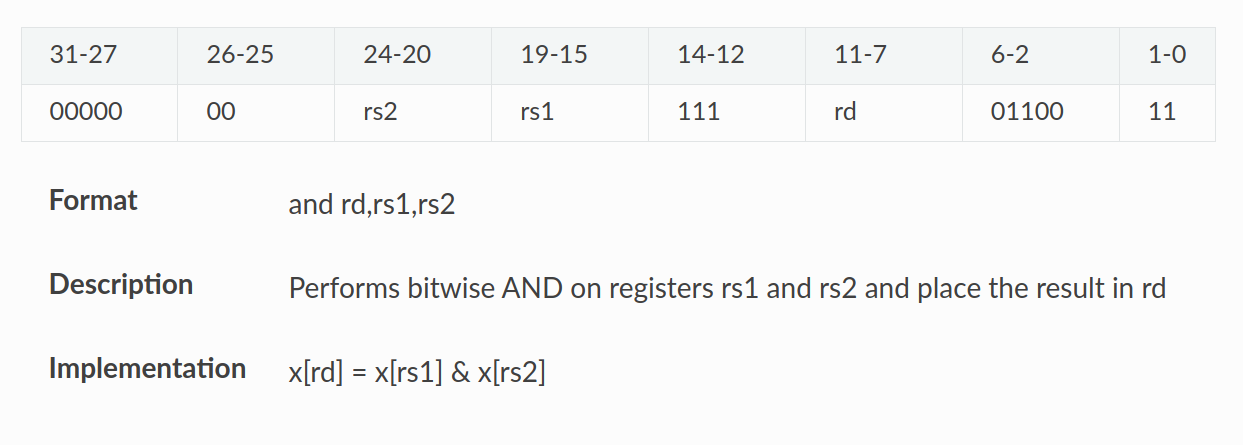 31-27 26-25 24-20 19-15 14-12 11-7 6-2 1-0
00000 00 rs2 rs1 111 rd 01100 11
Format and rd,rs1,rs2
Description Performs bitwise AND on registers rs1 and rs2 and place the result in rd
Implementation x[rd] = x[rs1] & x[rs2]